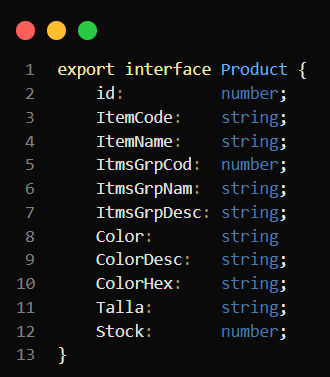 1 export interface Product {
2     id:          number;
3     ItemCode:    string;
4     ItemName:    string;
5     ItmsGrpCod:  number;
6     ItmsGrpNam:  string;
7     ItmsGrpDesc: string;
8     Color:       string
9     ColorDesc:   string;
10     ColorHex:    string;
11     Talla:       string;
12     Stock:       number;
13 }